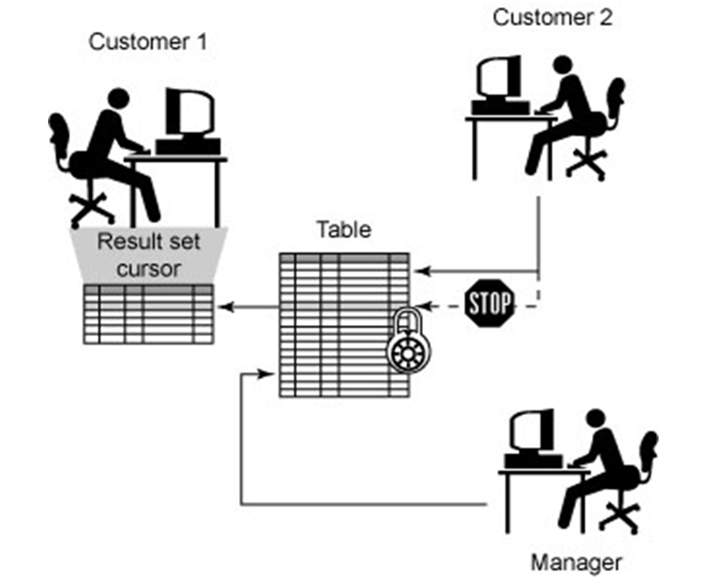 Customer 1
Customer 2
Result set
cursor
Table
STOP
Manager